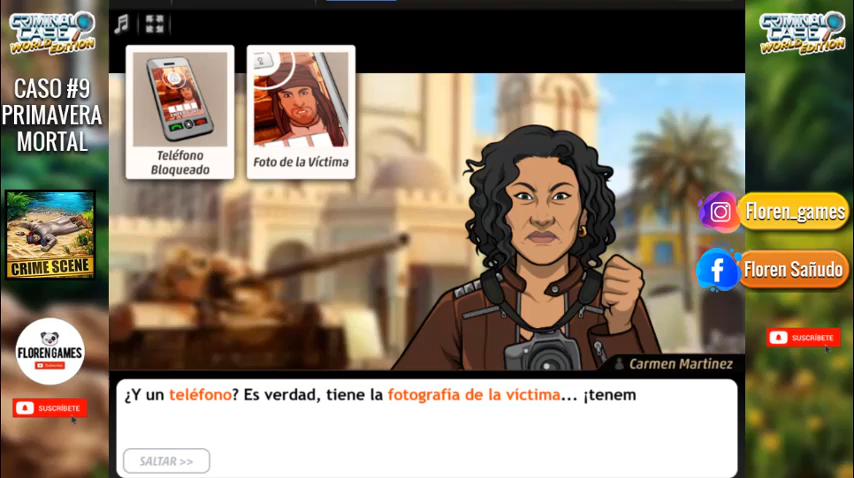 CRIMINAL
CASE
WORLD
EDITION
CASO #9
PRIMAVERA
MORTAL
CRIME SCENE
FLOREN GAMES
SUSCRÍBETE
Teléfono
Bloqueado
Foto de la Víctima
Carmen Martinez
¿Y un teléfono? Es verdad, tiene la fotografía de la víctima... ¡tenem
SALTAR >>
CRIMINAL
CASE
WORLD
EDITION
Floren_games
Floren Sañudo
SUSCRÍBETE